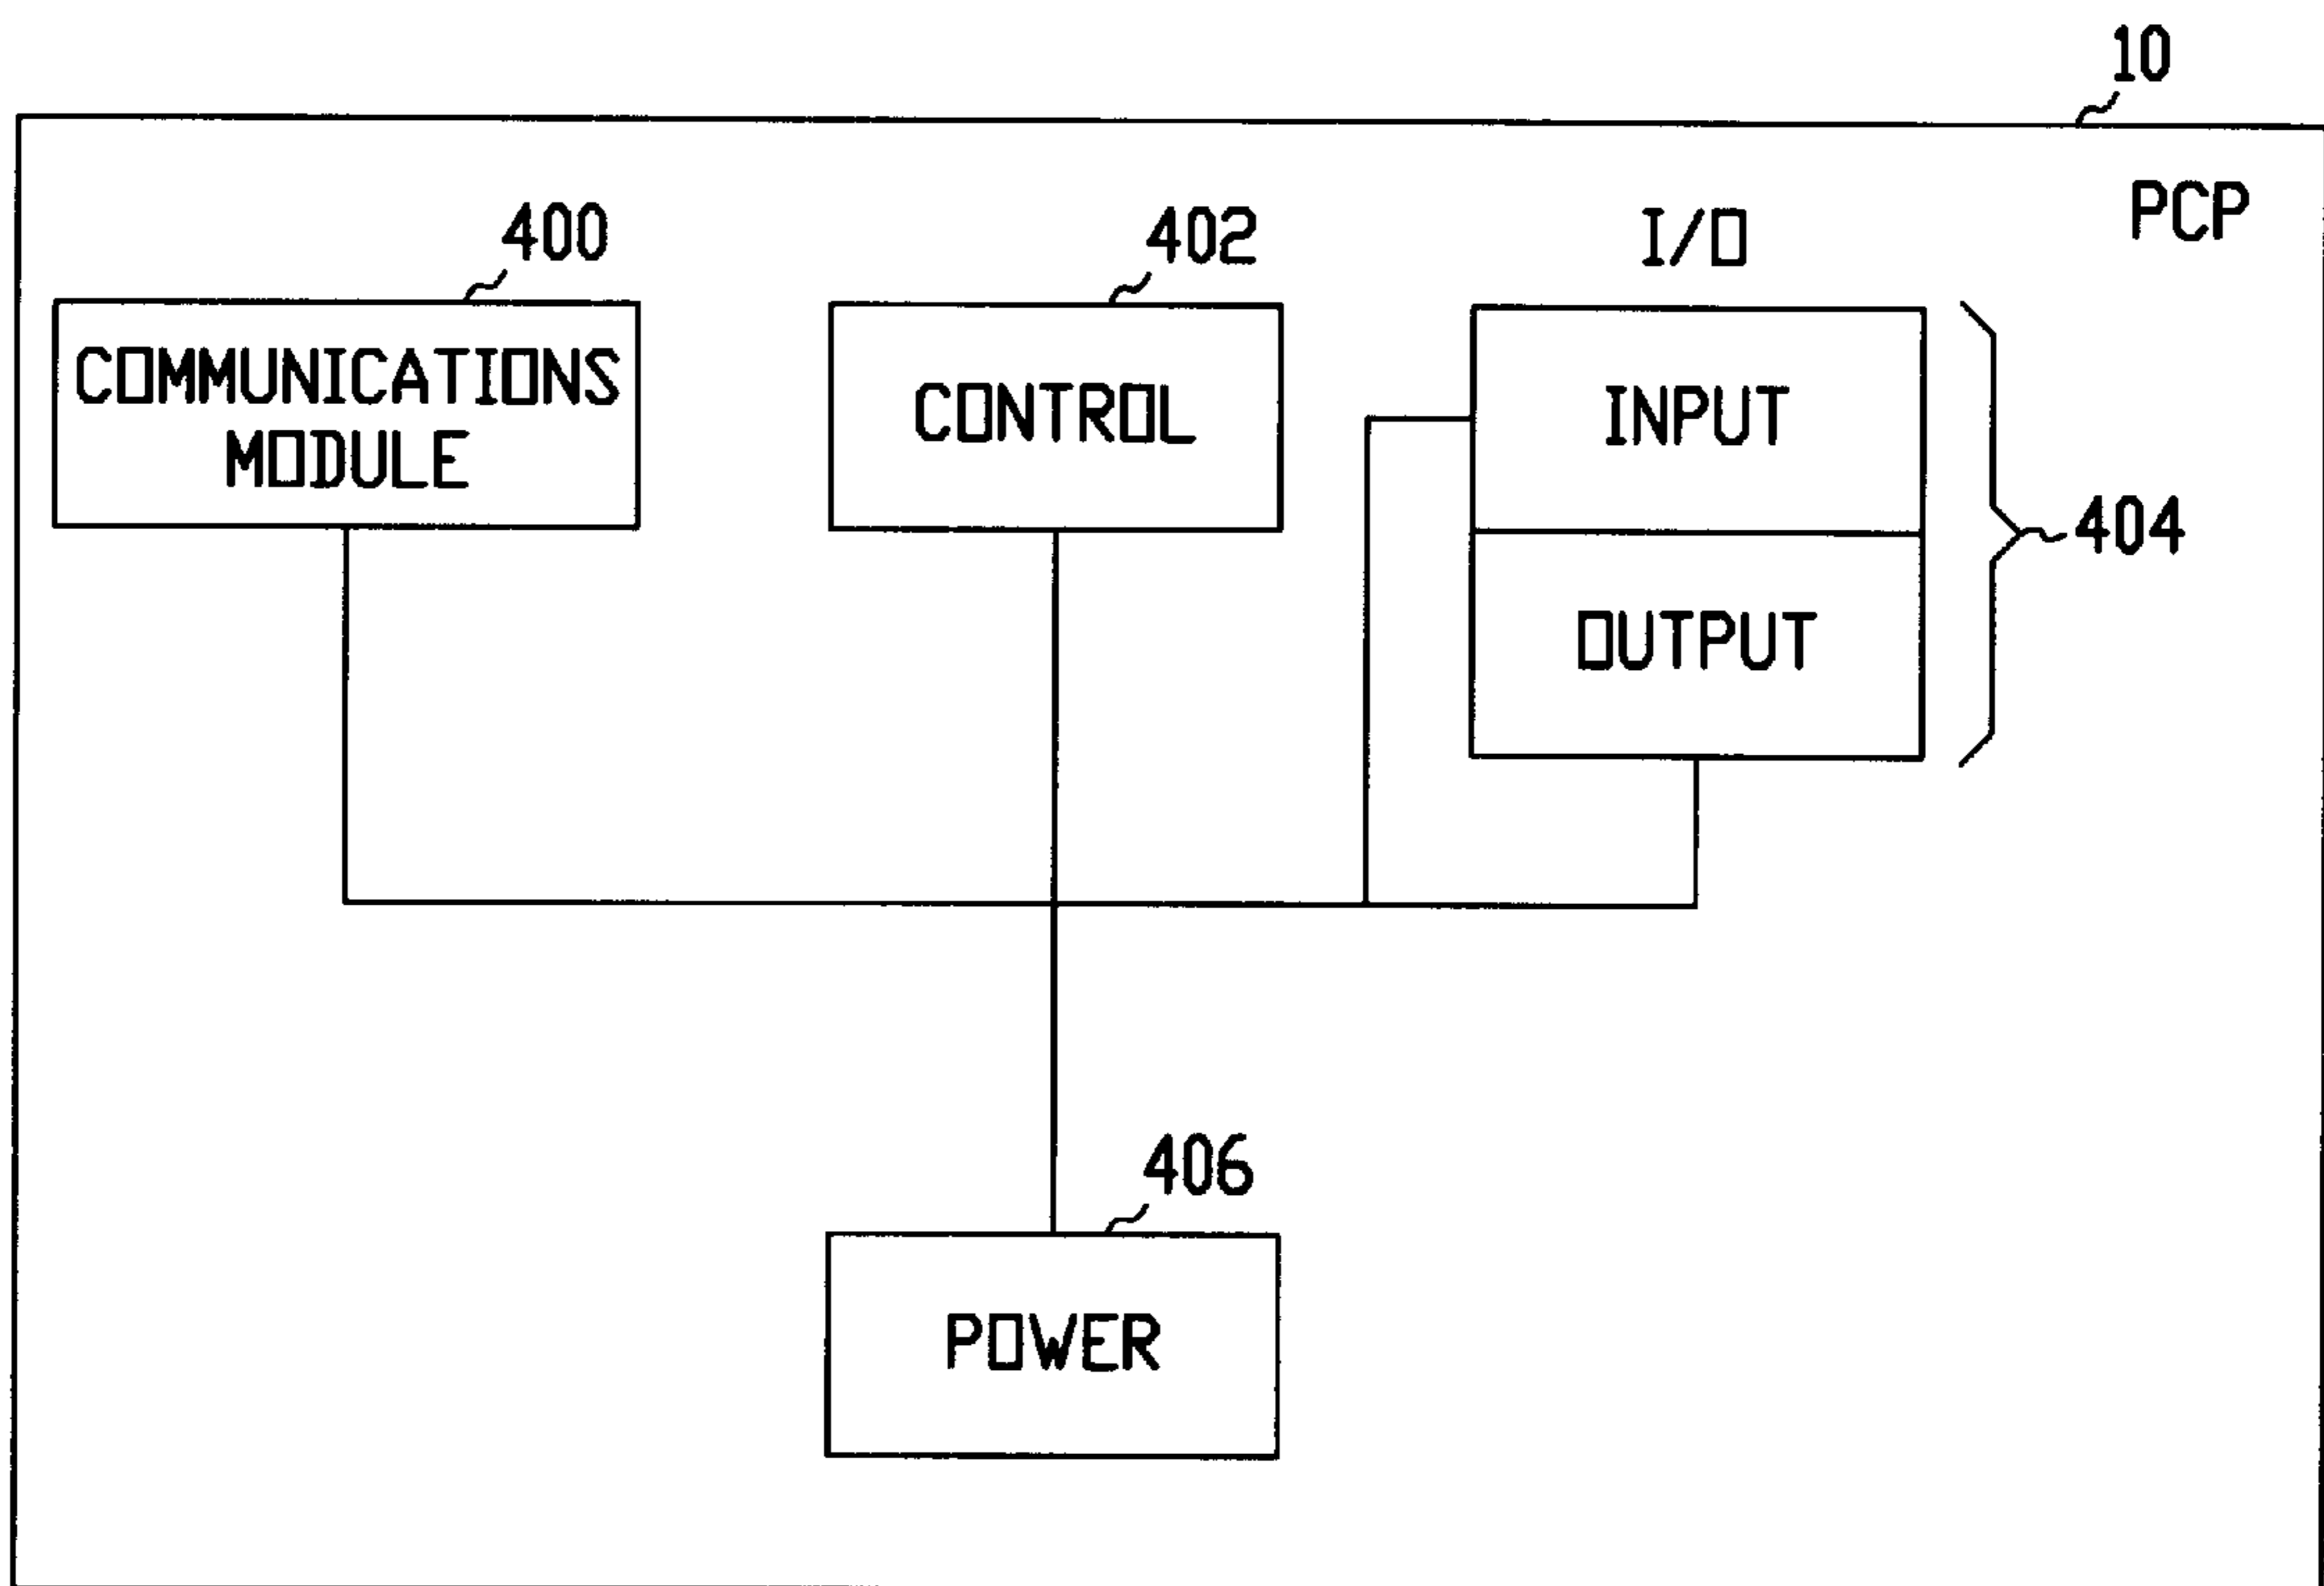 10
PCP
400
402
I/O
COMMUNICATIONS
MODULE
CONTROL
INPUT
404
OUTPUT
406
POWER